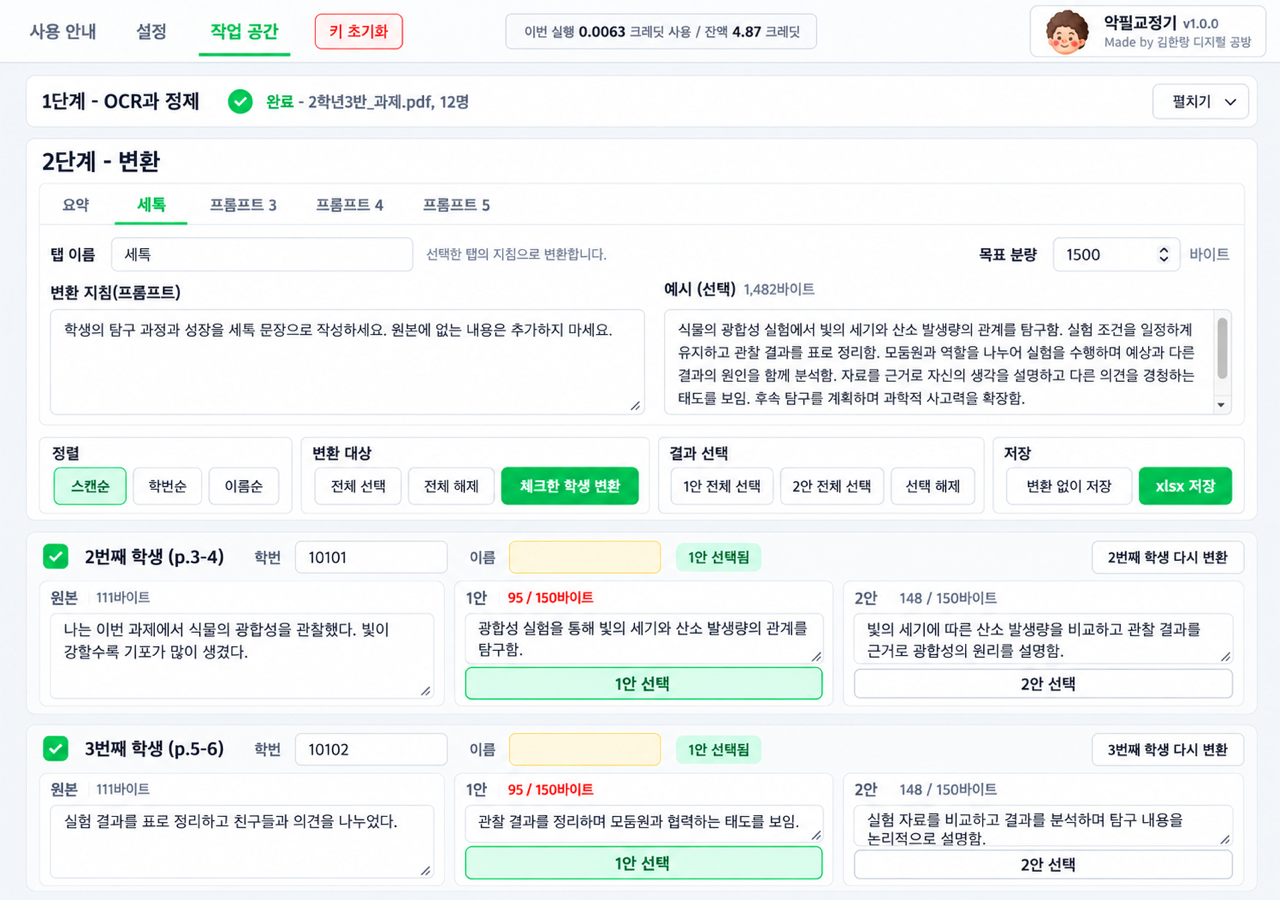 사용 안내 설정 작업 공간 키 초기화 이번 실행 0.0063 크레딧 사용 / 잔액 4.87 크레딧 악필교정기 v1.0.0
Made by 김한랑 디지털 공방
1단계 - OCR과 정제 완료 - 2학년3반_과제.pdf, 12명 펼치기
2단계 - 변환
요약 세톡 프롬프트 3 프롬프트 4 프롬프트 5
탭 이름 세톡 선택한 탭의 지침으로 변환합니다. 목표 분량 1500 바이트
변환 지침(프롬프트)
학생의 탐구 과정과 성장을 세톡 문장으로 작성하세요. 원본에 없는 내용은 추가하지 마세요.
예시 (선택) 1,482바이트
식물의 광합성 실험에서 빛의 세기와 산소 발생량의 관계를 탐구함. 실험 조건을 일정하게
유지하고 관찰 결과를 표로 정리함. 모둠원과 역할을 나누어 실험을 수행하며 예상과 다른
결과의 원인을 함께 분석함. 자료를 근거로 자신의 생각을 설명하고 다른 의견을 경청하는
태도를 보임. 후속 탐구를 계획하며 과학적 사고력을 확장함.
정렬
스캔순 학번순 이름순
변환 대상
전체 선택 전체 해제 체크한 학생 변환
결과 선택
1안 전체 선택 2안 전체 선택 선택 해제
저장
변환 없이 저장 xlsx 저장
2번째 학생 (p.3-4) 학번 10101 이름 1안 선택됨 2번째 학생 다시 변환
원본 111바이트
나는 이번 과제에서 식물의 광합성을 관찰했다. 빛이
강할수록 기포가 많이 생겼다.
1안 95 / 150바이트
광합성 실험을 통해 빛의 세기와 산소 발생량의 관계를
탐구함.
1안 선택
2안 148 / 150바이트
빛의 세기에 따른 산소 발생량을 비교하고 관찰 결과를
근거로 광합성의 원리를 설명함.
2안 선택
3번째 학생 (p.5-6) 학번 10102 이름 1안 선택됨 3번째 학생 다시 변환
원본 111바이트
실험 결과를 표로 정리하고 친구들과 의견을 나누었다.
1안 95 / 150바이트
관찰 결과를 정리하며 모둠원과 협력하는 태도를 보임.
1안 선택
2안 148 / 150바이트
실험 자료를 비교하고 결과를 분석하며 탐구 내용을
논리적으로 설명함.
2안 선택